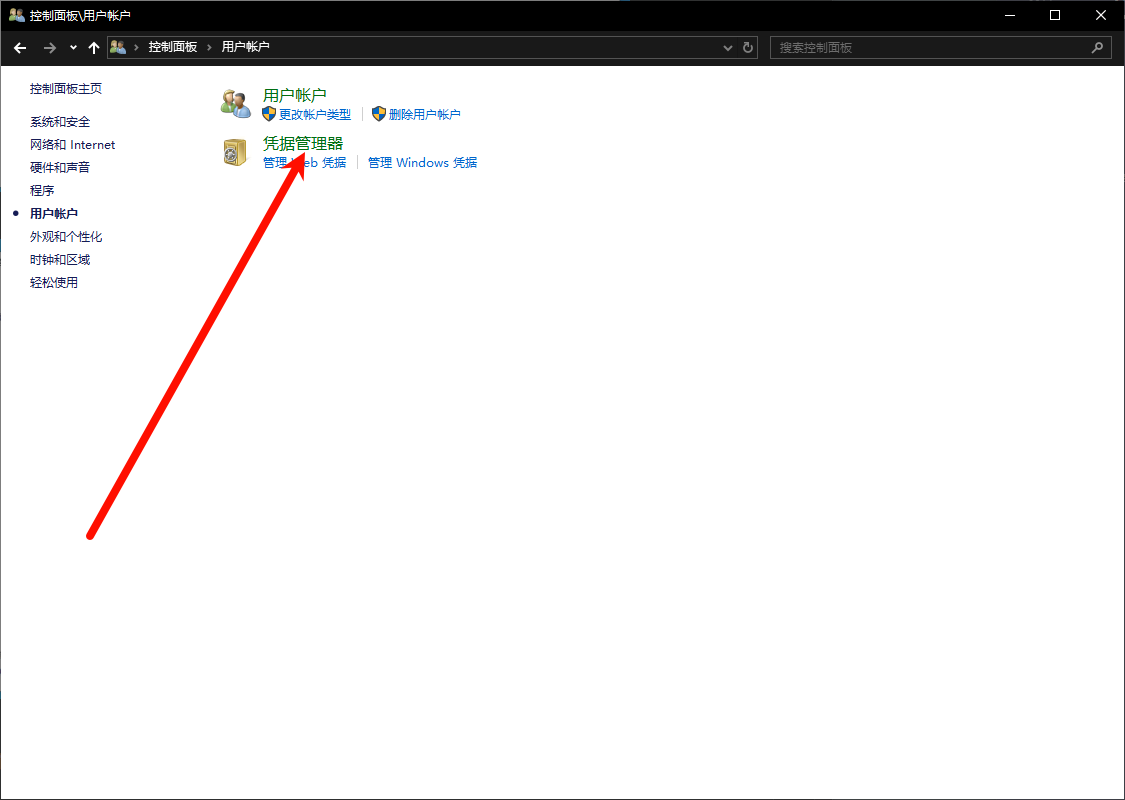 控制面板\用户帐户
控制面板 用户帐户
搜索控制面板
控制面板主页
系统和安全
网络和 Internet
硬件和声音
程序
用户帐户
外观和个性化
时钟和区域
轻松使用
用户帐户
更改帐户类型 删除用户帐户
凭据管理器
管理 Web 凭据 管理 Windows 凭据